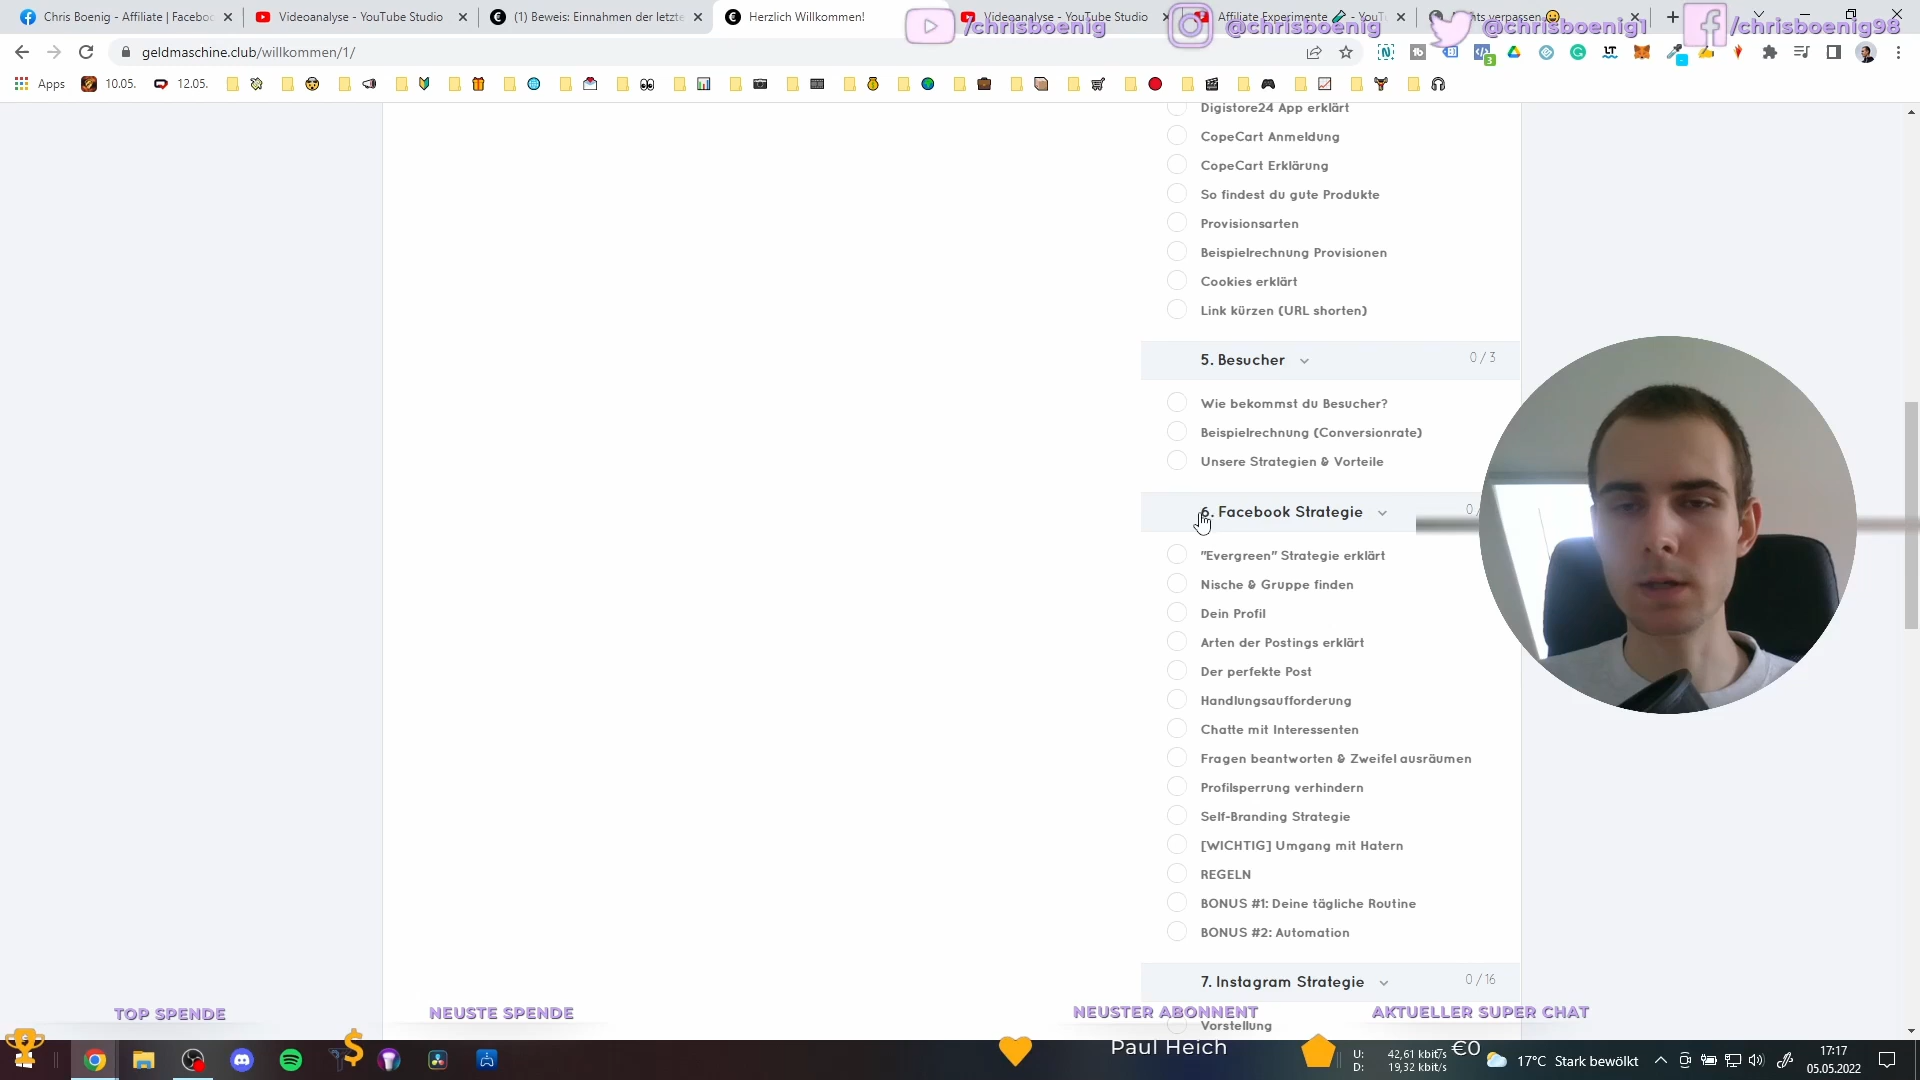 Chris Boenig - Affiliate | Faceboo
Videoanalyse - YouTube Studio
(1) Beweis: Einnahmen der letzte
Herzlich Willkommen!
Videoanalyse - YouTube Studio
Affiliate Experimente
verpassen
/chrisboenig
@chrisboenig
@chrisboenig1
/chrisboenig98
geldmaschine.club/willkommen/1/
Apps
10.05.
12.05.
Digistore24 App erklärt
CopeCart Anmeldung
CopeCart Erklärung
So findest du gute Produkte
Provisionsarten
Beispielrechnung Provisionen
Cookies erklärt
Link kürzen (URL shorten)
5. Besucher
0 / 3
Wie bekommst du Besucher?
Beispielrechnung (Conversionrate)
Unsere Strategien & Vorteile
6. Facebook Strategie
0 /
"Evergreen" Strategie erklärt
Nische & Gruppe finden
Dein Profil
Arten der Postings erklärt
Der perfekte Post
Handlungsaufforderung
Chatte mit Interessenten
Fragen beantworten & Zweifel ausräumen
Profilsperrung verhindern
Self-Branding Strategie
[WICHTIG] Umgang mit Hatern
REGELN
BONUS #1: Deine tägliche Routine
BONUS #2: Automation
7. Instagram Strategie
0 / 16
Vorstellung
TOP SPENDE
NEUSTE SPENDE
NEUSTER ABONNENT
AKTUELLER SUPER CHAT
Paul Heich
U: 42,61 kbit/s
D: 19,32 kbit/s
€0
17°C Stark bewölkt
17:17
05.05.2022